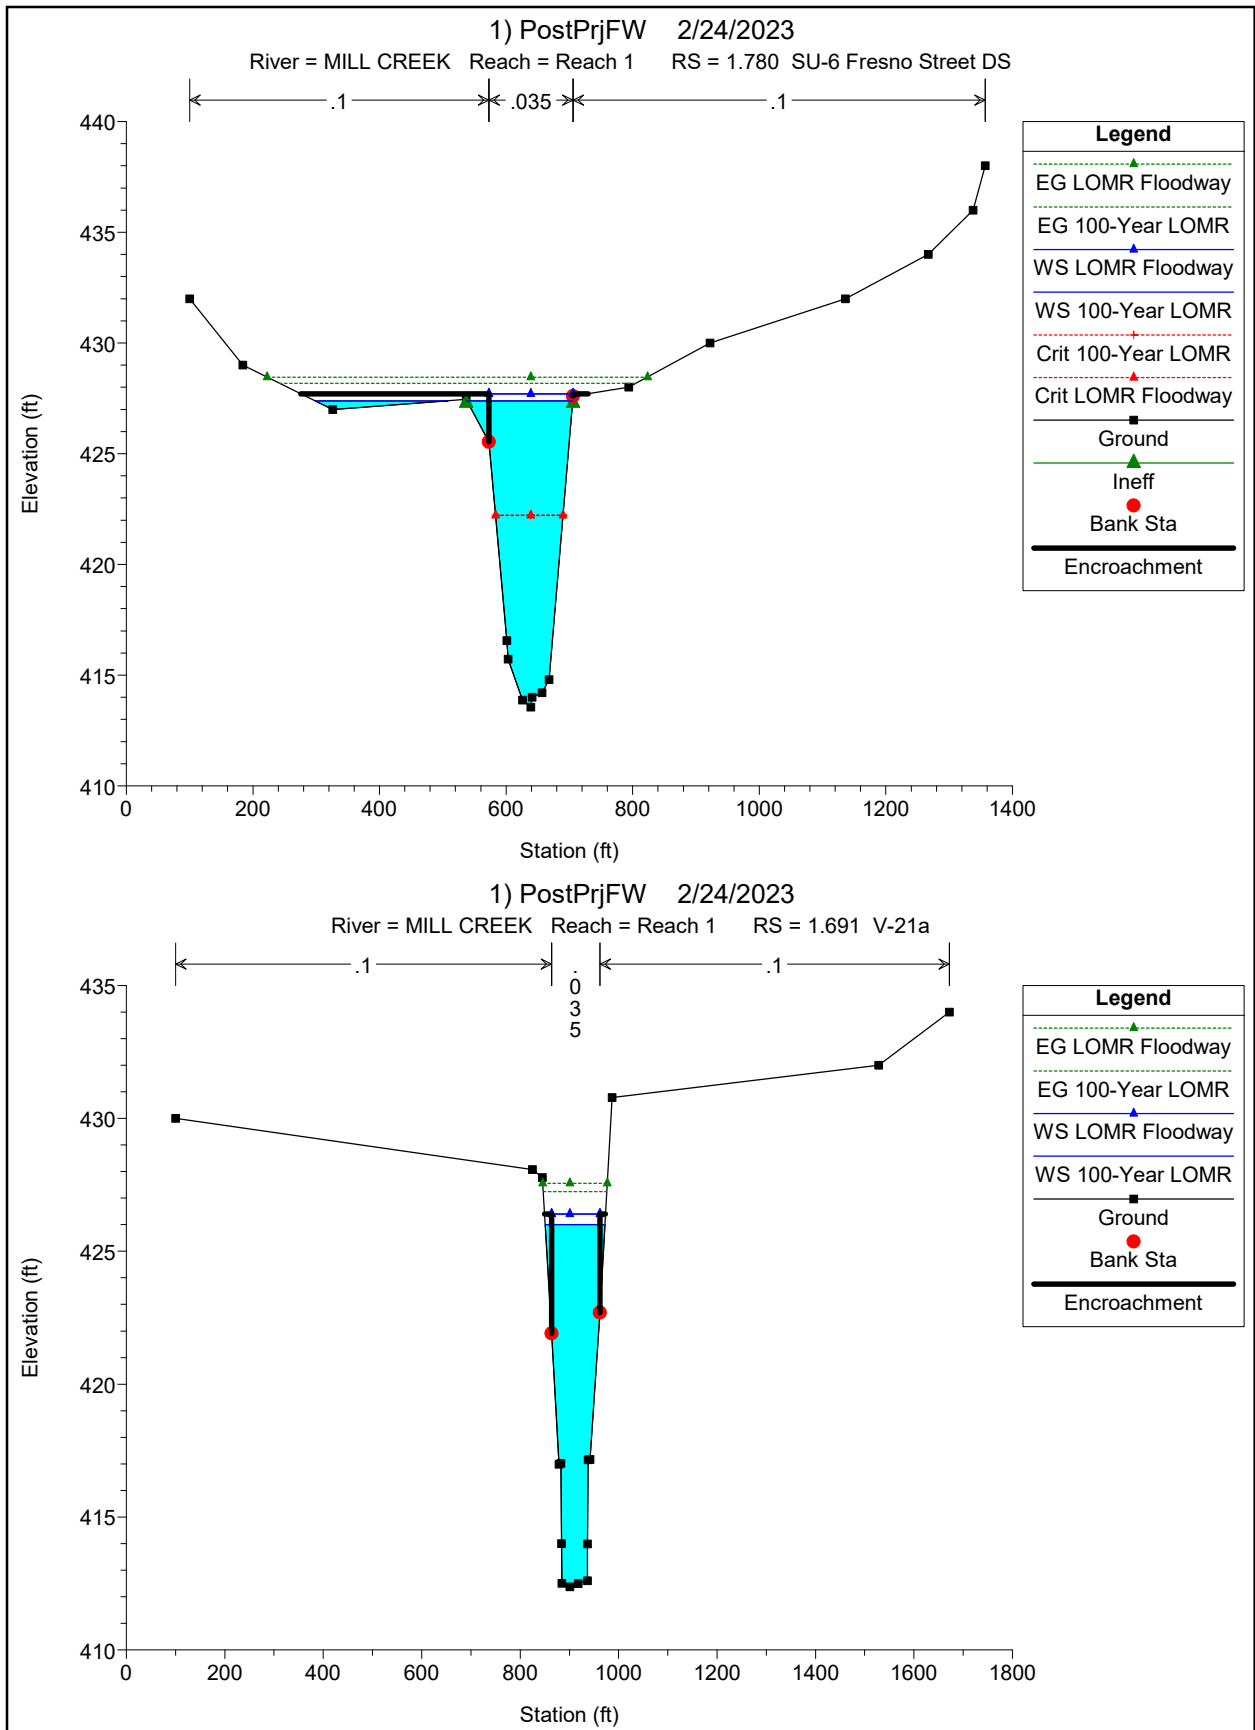 1) PostPrjFW 2/24/2023
River = MILL CREEK Reach = Reach 1 RS = 1.780 SU-6 Fresno Street DS
.1 .035 .1
440
435
430
425
420
415
410
Elevation (ft)
0 200 400 600 800 1000 1200 1400
Station (ft)
Legend
EG LOMR Floodway
EG 100-Year LOMR
WS LOMR Floodway
WS 100-Year LOMR
Crit 100-Year LOMR
Crit LOMR Floodway
Ground
Ineff
Bank Sta
Encroachment
1) PostPrjFW 2/24/2023
River = MILL CREEK Reach = Reach 1 RS = 1.691 V-21a
.1
.
0
3
5
.1
435
430
425
420
415
410
Elevation (ft)
0 200 400 600 800 1000 1200 1400 1600 1800
Station (ft)
Legend
EG LOMR Floodway
EG 100-Year LOMR
WS LOMR Floodway
WS 100-Year LOMR
Ground
Bank Sta
Encroachment